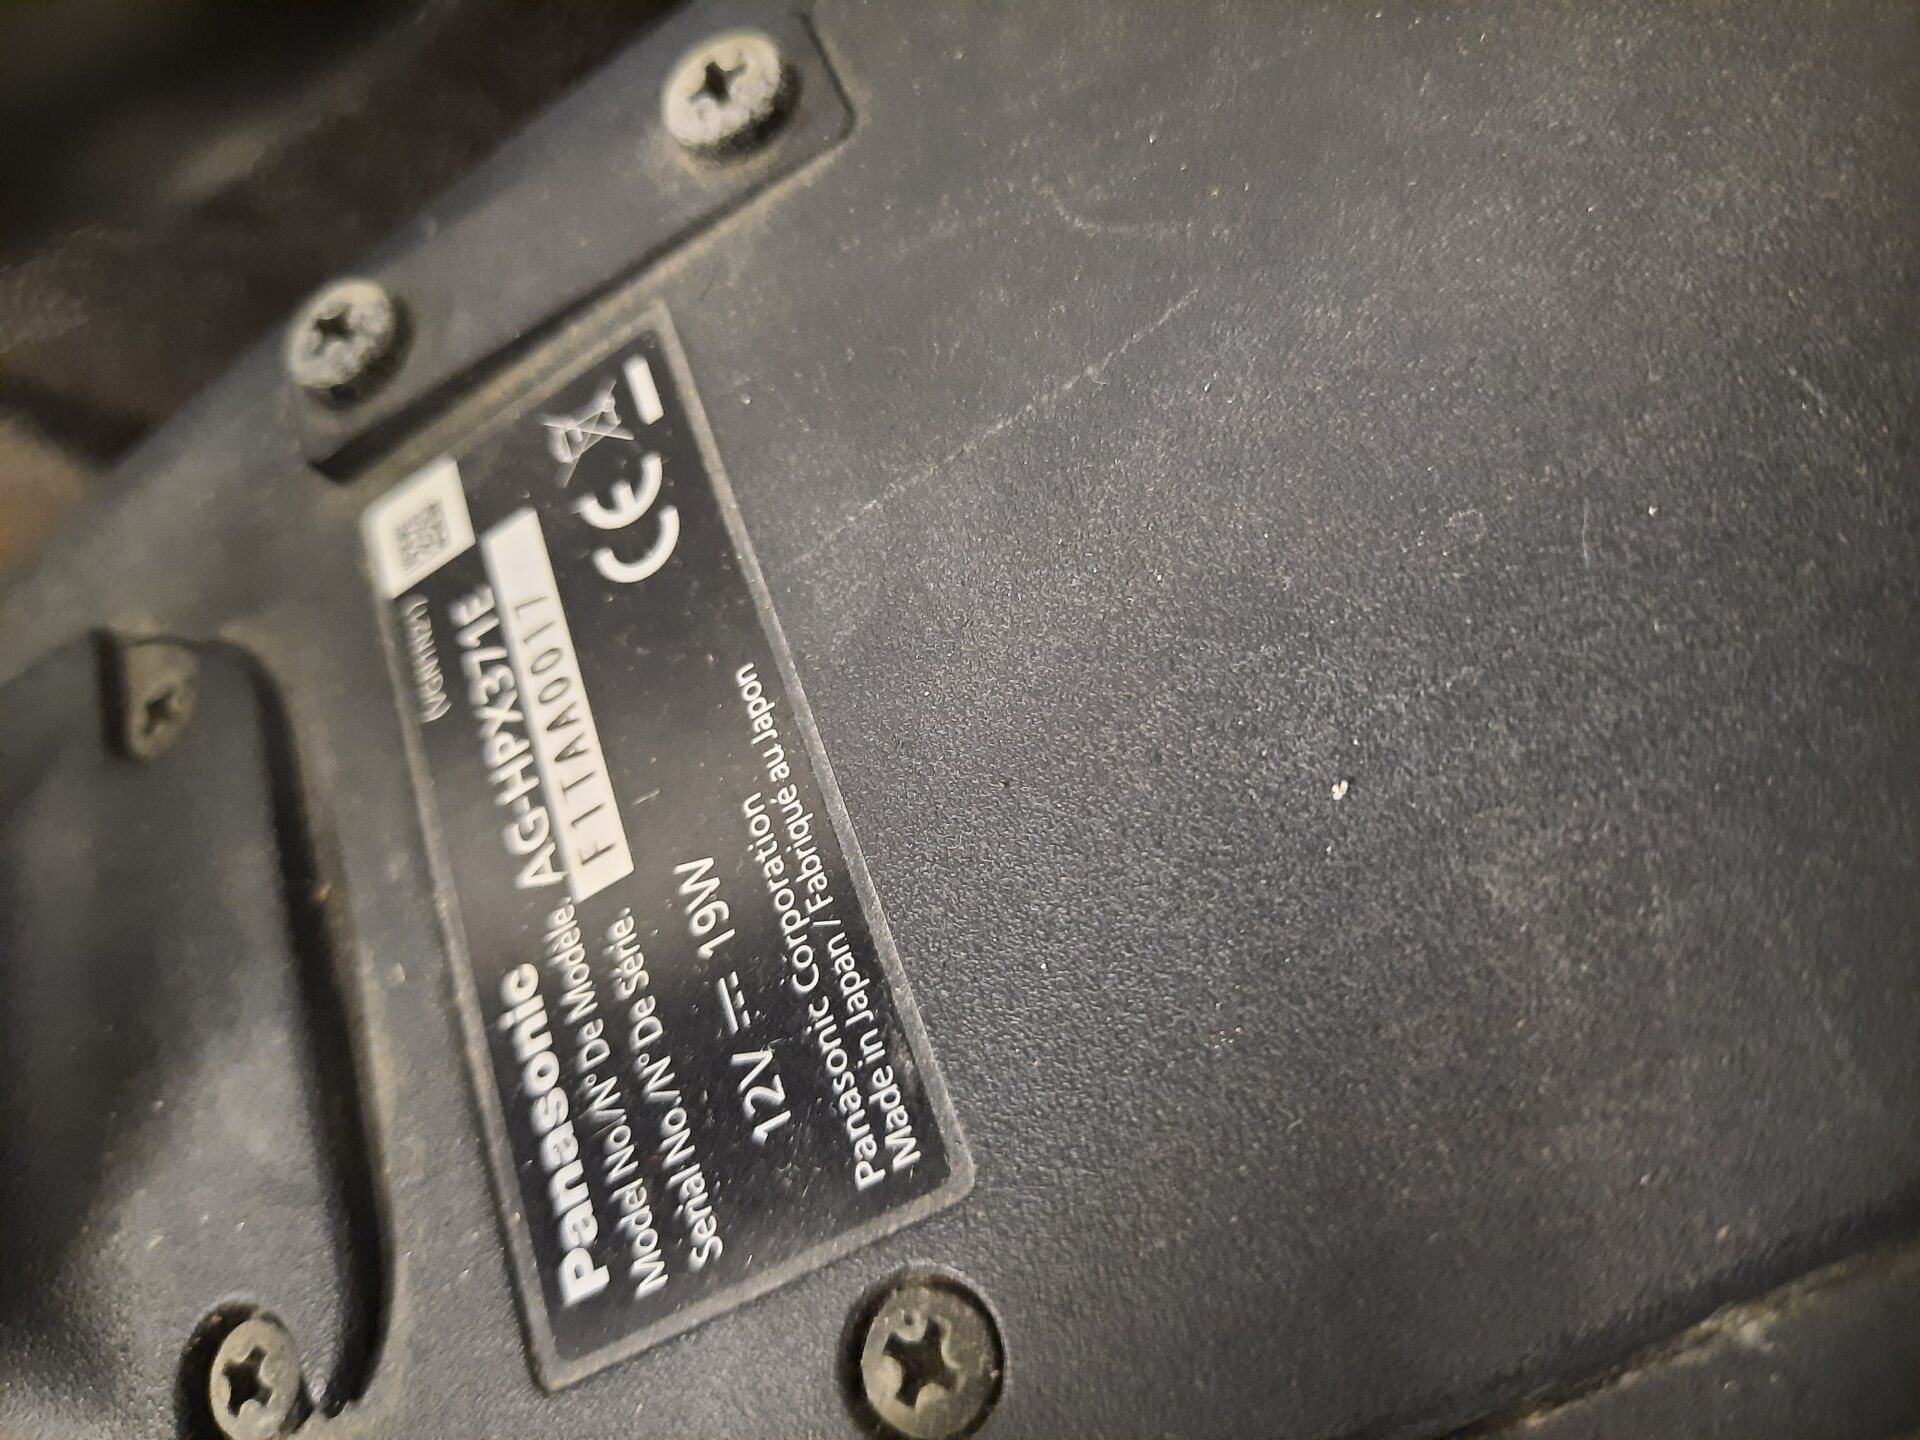 Panasonic
Model No./N° De Modèle. AG-HPX371E
Serial No./N° De Série. F1TAA0017
12V ⎓ 19W
Panasonic Corporation
Made in Japan / Fabriqué au Japon
CE